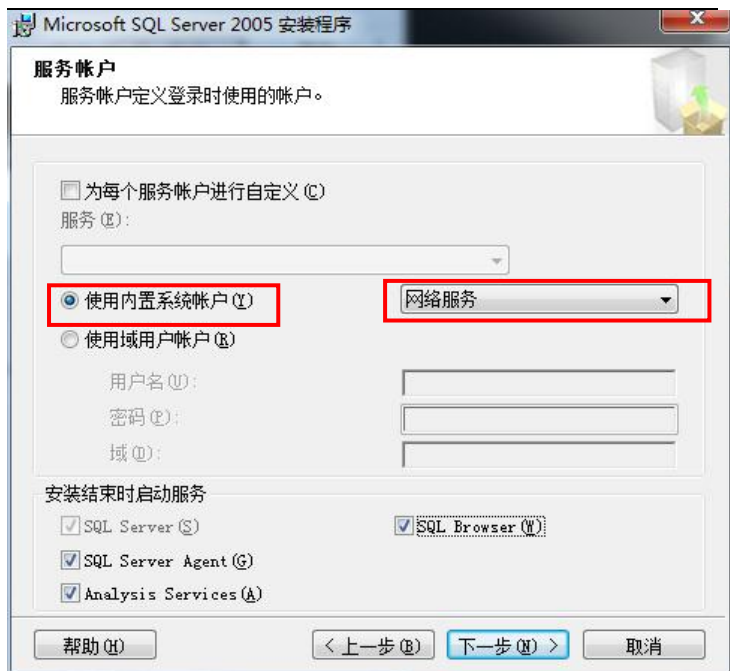 Microsoft SQL Server 2005 安装程序
服务帐户
服务帐户定义登录时使用的帐户。
为每个服务帐户进行自定义(C)
服务(E):
使用内置系统帐户(Y) 网络服务
使用域用户帐户(R)
用户名(U):
密码(P):
域(D):
安装结束时启动服务
SQL Server(S) SQL Browser(W)
SQL Server Agent(G)
Analysis Services(A)
帮助(H) < 上一步(B) 下一步(N) > 取消